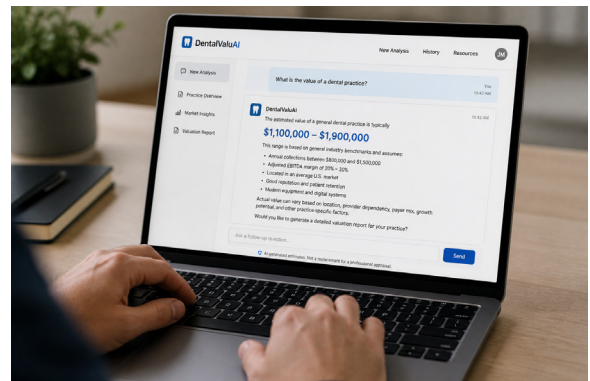 DentalValuAI
New Analysis
History
Resources
JM
New Analysis
Practice Overview
Market Insights
Valuation Report
What is the value of a dental practice?
You
10:42 AM
DentalValuAI
10:42 AM
The estimated value of a general dental practice is typically
$1,100,000 – $1,900,000
This range is based on general industry benchmarks and assumes:
• Annual collections between $800,000 and $1,500,000
• Adjusted EBITDA margin of 20% – 30%
• Located in an average U.S. market
• Good reputation and patient retention
• Modern equipment and digital systems
Actual value can vary based on location, provider dependency, payer mix, growth
potential, and other practice-specific factors.
Would you like to generate a detailed valuation report for your practice?
Ask a follow-up question...
Send
AI-generated estimates. Not a replacement for a professional appraisal.